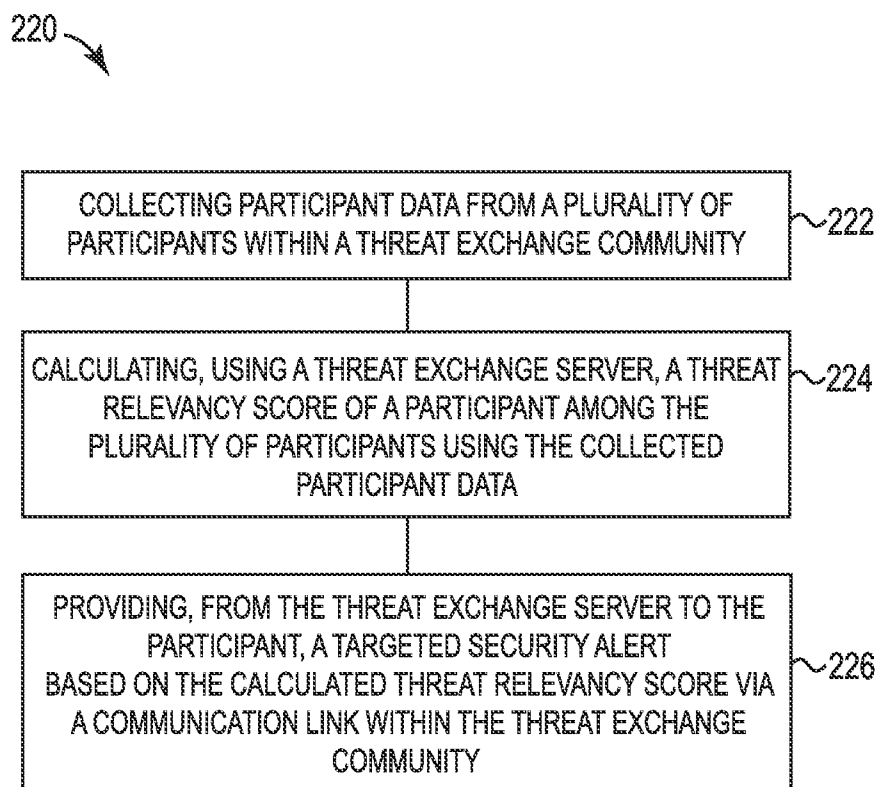 220
COLLECTING PARTICIPANT DATA FROM A PLURALITY OF
PARTICIPANTS WITHIN A THREAT EXCHANGE COMMUNITY
222
CALCULATING, USING A THREAT EXCHANGE SERVER, A THREAT
RELEVANCY SCORE OF A PARTICIPANT AMONG THE
PLURALITY OF PARTICIPANTS USING THE COLLECTED
PARTICIPANT DATA
224
PROVIDING, FROM THE THREAT EXCHANGE SERVER TO THE
PARTICIPANT, A TARGETED SECURITY ALERT
BASED ON THE CALCULATED THREAT RELEVANCY SCORE VIA
A COMMUNICATION LINK WITHIN THE THREAT EXCHANGE
COMMUNITY
226